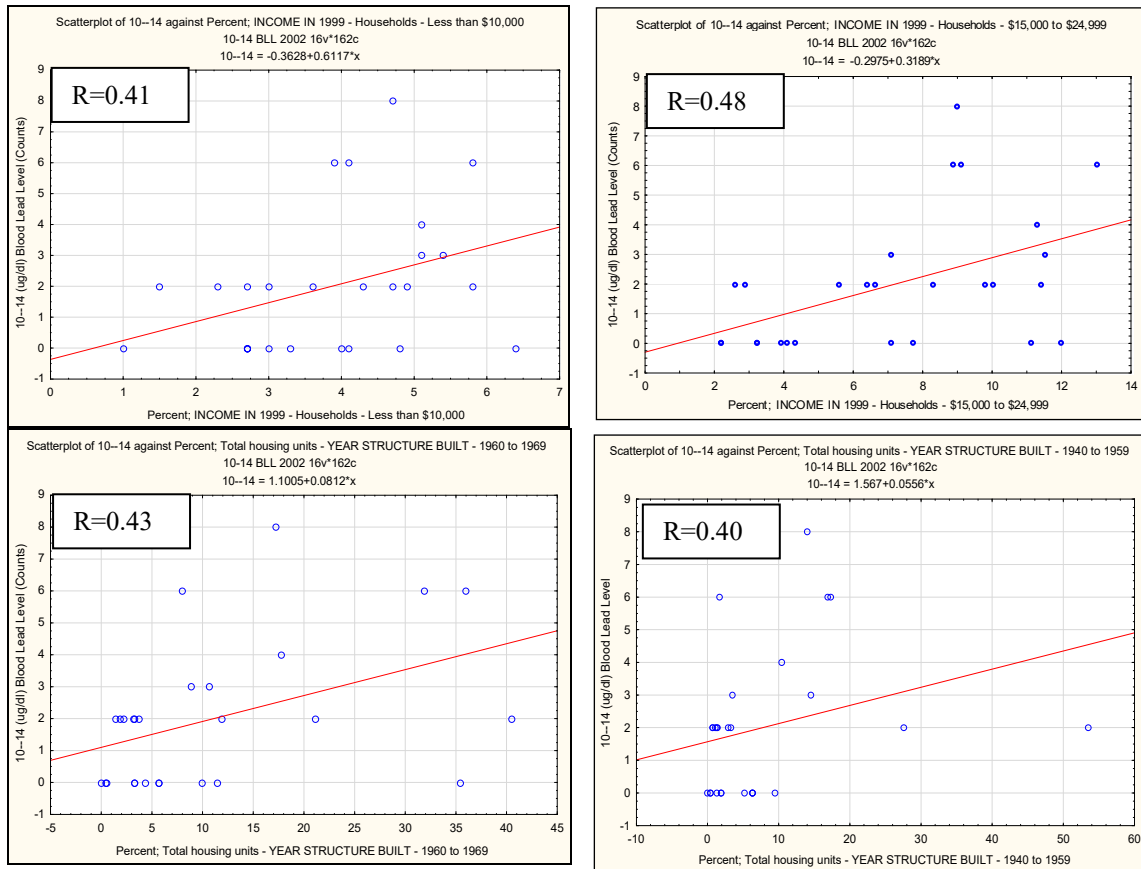 Scatterplot of 10--14 against Percent; INCOME IN 1999 - Households - Less than $10,000
10-14 BLL 2002 16v*162c
10--14 = -0.3628+0.6117*x
R=0.41
10--14 (ug/dl) Blood Lead Level (Counts)
9
8
7
6
5
4
3
2
1
0
-1
0 1 2 3 4 5 6 7
Percent; INCOME IN 1999 - Households - Less than $10,000
Scatterplot of 10--14 against Percent; INCOME IN 1999 - Households - $15,000 to $24,999
10-14 BLL 2002 16v*162c
10--14 = -0.2975+0.3189*x
R=0.48
10--14 (ug/dl) Blood Lead Level (Counts)
9
8
7
6
5
4
3
2
1
0
-1
0 2 4 6 8 10 12 14
Percent; INCOME IN 1999 - Households - $15,000 to $24,999
Scatterplot of 10--14 against Percent; Total housing units - YEAR STRUCTURE BUILT - 1960 to 1969
10-14 BLL 2002 16v*162c
10--14 = 1.1005+0.0812*x
R=0.43
10--14 (ug/dl) Blood Lead Level (Counts)
9
8
7
6
5
4
3
2
1
0
-1
-5 0 5 10 15 20 25 30 35 40 45
Percent; Total housing units - YEAR STRUCTURE BUILT - 1960 to 1969
Scatterplot of 10--14 against Percent; Total housing units - YEAR STRUCTURE BUILT - 1940 to 1959
10-14 BLL 2002 16v*162c
10--14 = 1.567+0.0556*x
R=0.40
10--14 (ug/dl) Blood Lead Level
9
8
7
6
5
4
3
2
1
0
-1
-10 0 10 20 30 40 50 60
Percent; Total housing units - YEAR STRUCTURE BUILT - 1940 to 1959